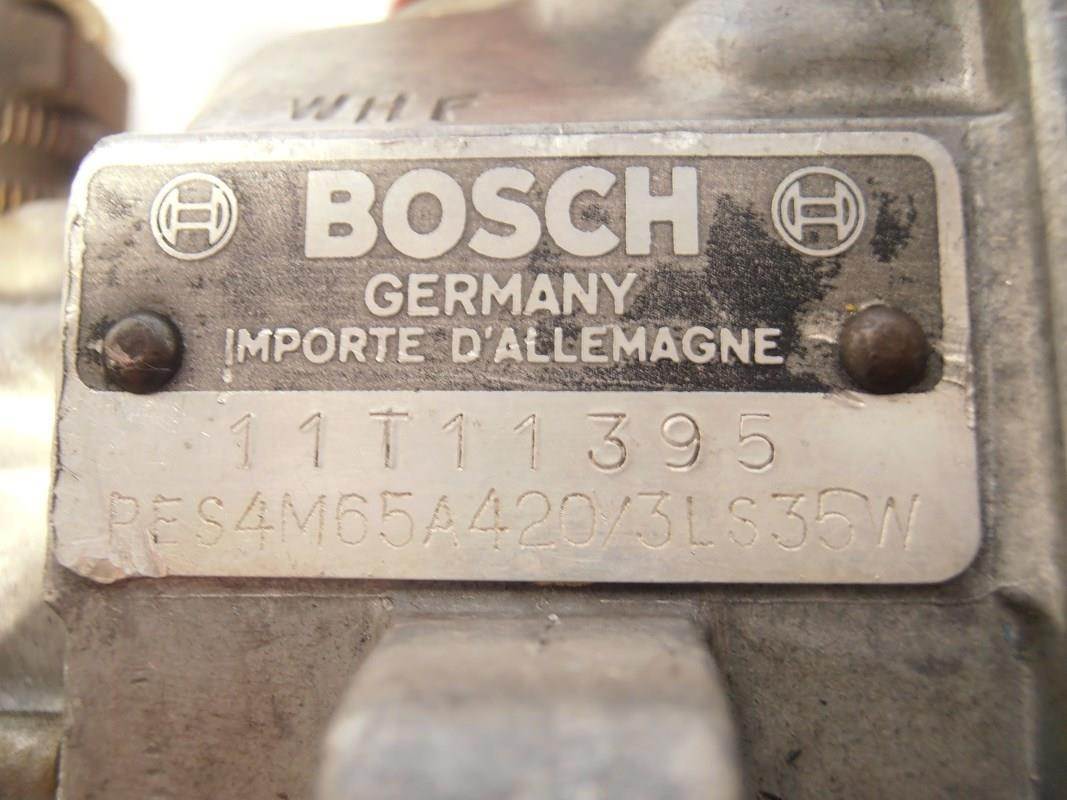 WHF
BOSCH
GERMANY
IMPORTE D'ALLEMAGNE
11T11395
PES4M65A420/3LS35W